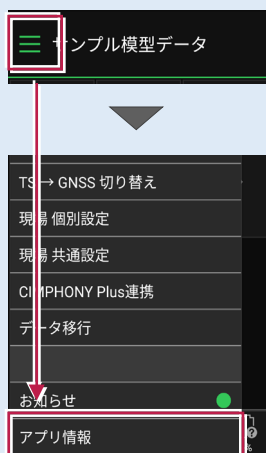 サンプル模型データ
TS→ GNSS 切り替え
現場 個別設定
現場 共通設定
CIMPHONY Plus連携
データ移行
お知らせ
アプリ情報
%